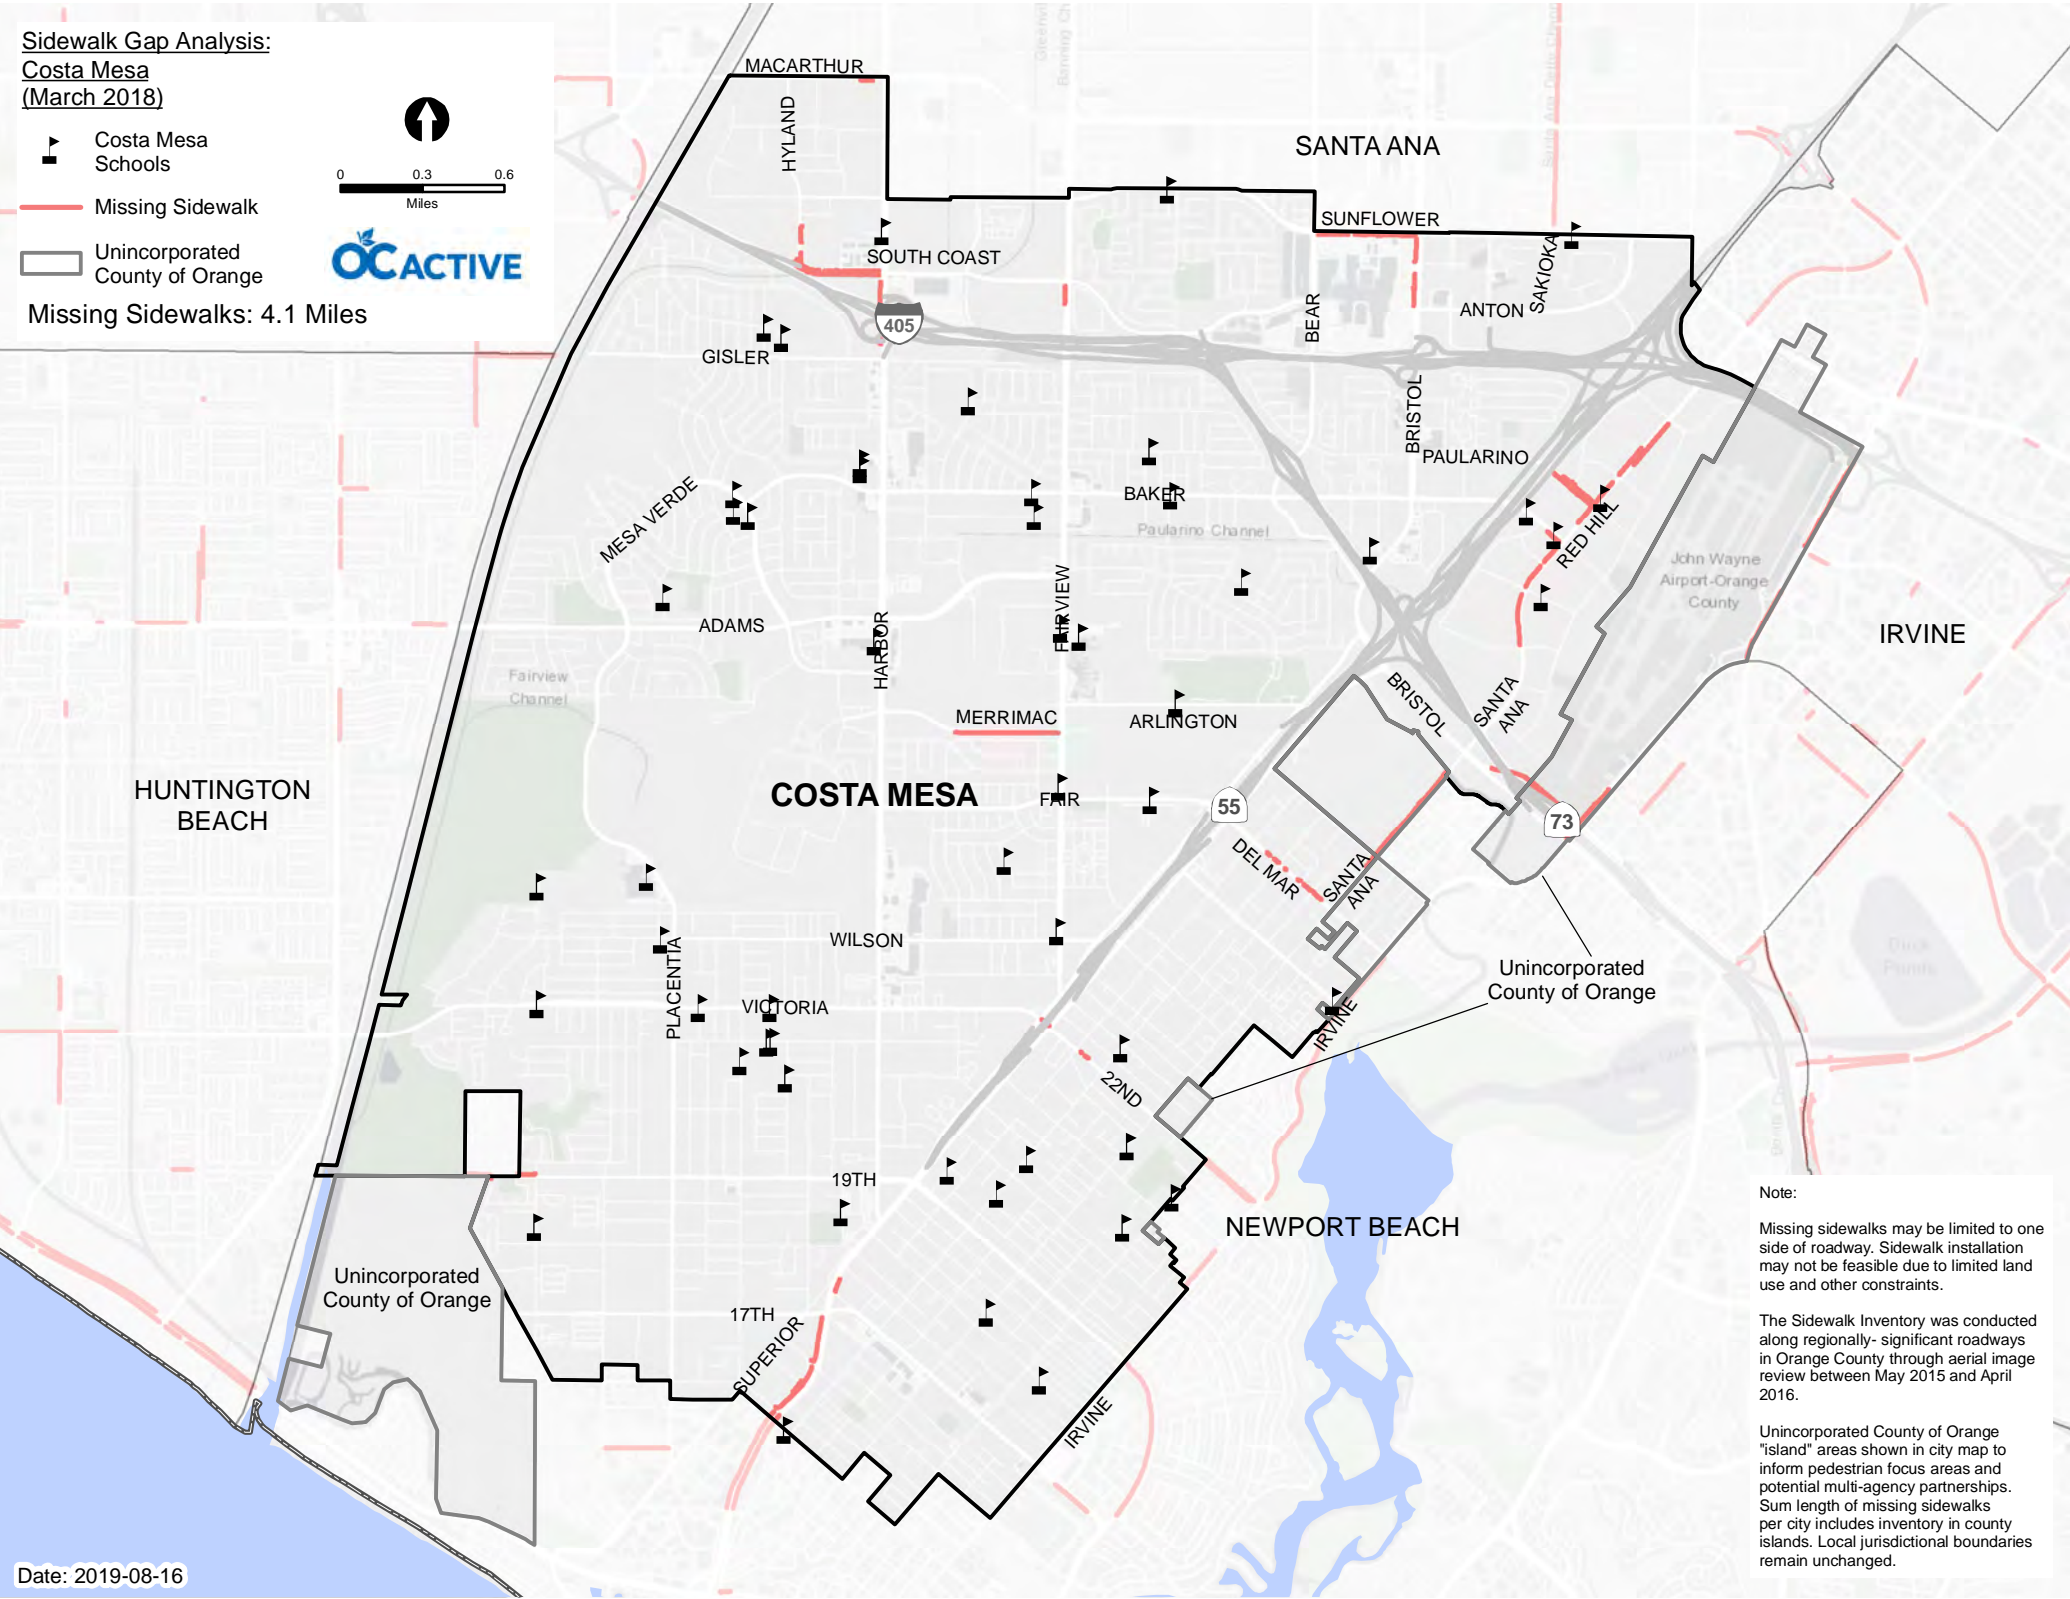 Sidewalk Gap Analysis:
Costa Mesa
(March 2018)
Costa Mesa
Schools
Missing Sidewalk
Unincorporated
County of Orange
0 0.3 0.6
Miles
OC ACTIVE
Missing Sidewalks: 4.1 Miles
MACARTHUR
HYLAND
SANTA ANA
SUNFLOWER
SOUTH COAST
SAKIOKA
ANTON
BEAR
405
GISLER
BRISTOL
PAULARINO
MESA VERDE
BAKER
Paularino Channel
RED HILL
John Wayne
Airport-Orange
County
FAIRVIEW
ADAMS
HARBOR
IRVINE
Fairview
Channel
MERRIMAC
ARLINGTON
BRISTOL
SANTA
ANA
HUNTINGTON
BEACH
COSTA MESA
FAIR
55
73
DEL MAR
SANTA
ANA
WILSON
PLACENTIA
VICTORIA
Unincorporated
County of Orange
IRVINE
22ND
19TH
NEWPORT BEACH
Unincorporated
County of Orange
17TH
SUPERIOR
IRVINE
Note:
Missing sidewalks may be limited to one
side of roadway. Sidewalk installation
may not be feasible due to limited land
use and other constraints.
The Sidewalk Inventory was conducted
along regionally- significant roadways
in Orange County through aerial image
review between May 2015 and April
2016.
Unincorporated County of Orange
"island" areas shown in city map to
inform pedestrian focus areas and
potential multi-agency partnerships.
Sum length of missing sidewalks
per city includes inventory in county
islands. Local jurisdictional boundaries
remain unchanged.
Date: 2019-08-16